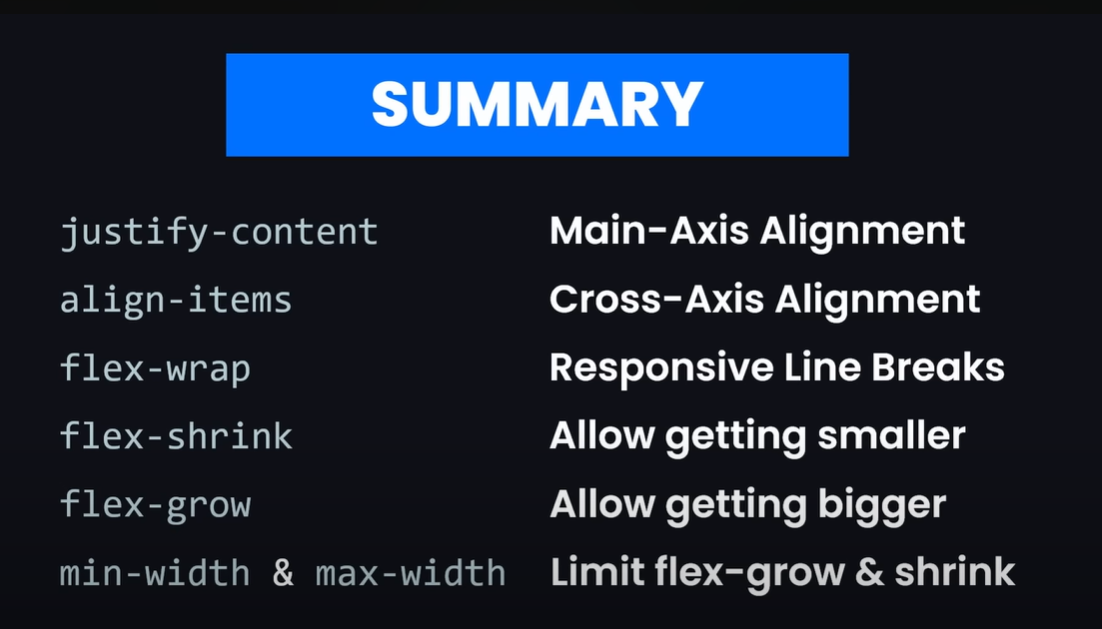 SUMMARY
justify-content Main-Axis Alignment
align-items Cross-Axis Alignment
flex-wrap Responsive Line Breaks
flex-shrink Allow getting smaller
flex-grow Allow getting bigger
min-width & max-width Limit flex-grow & shrink